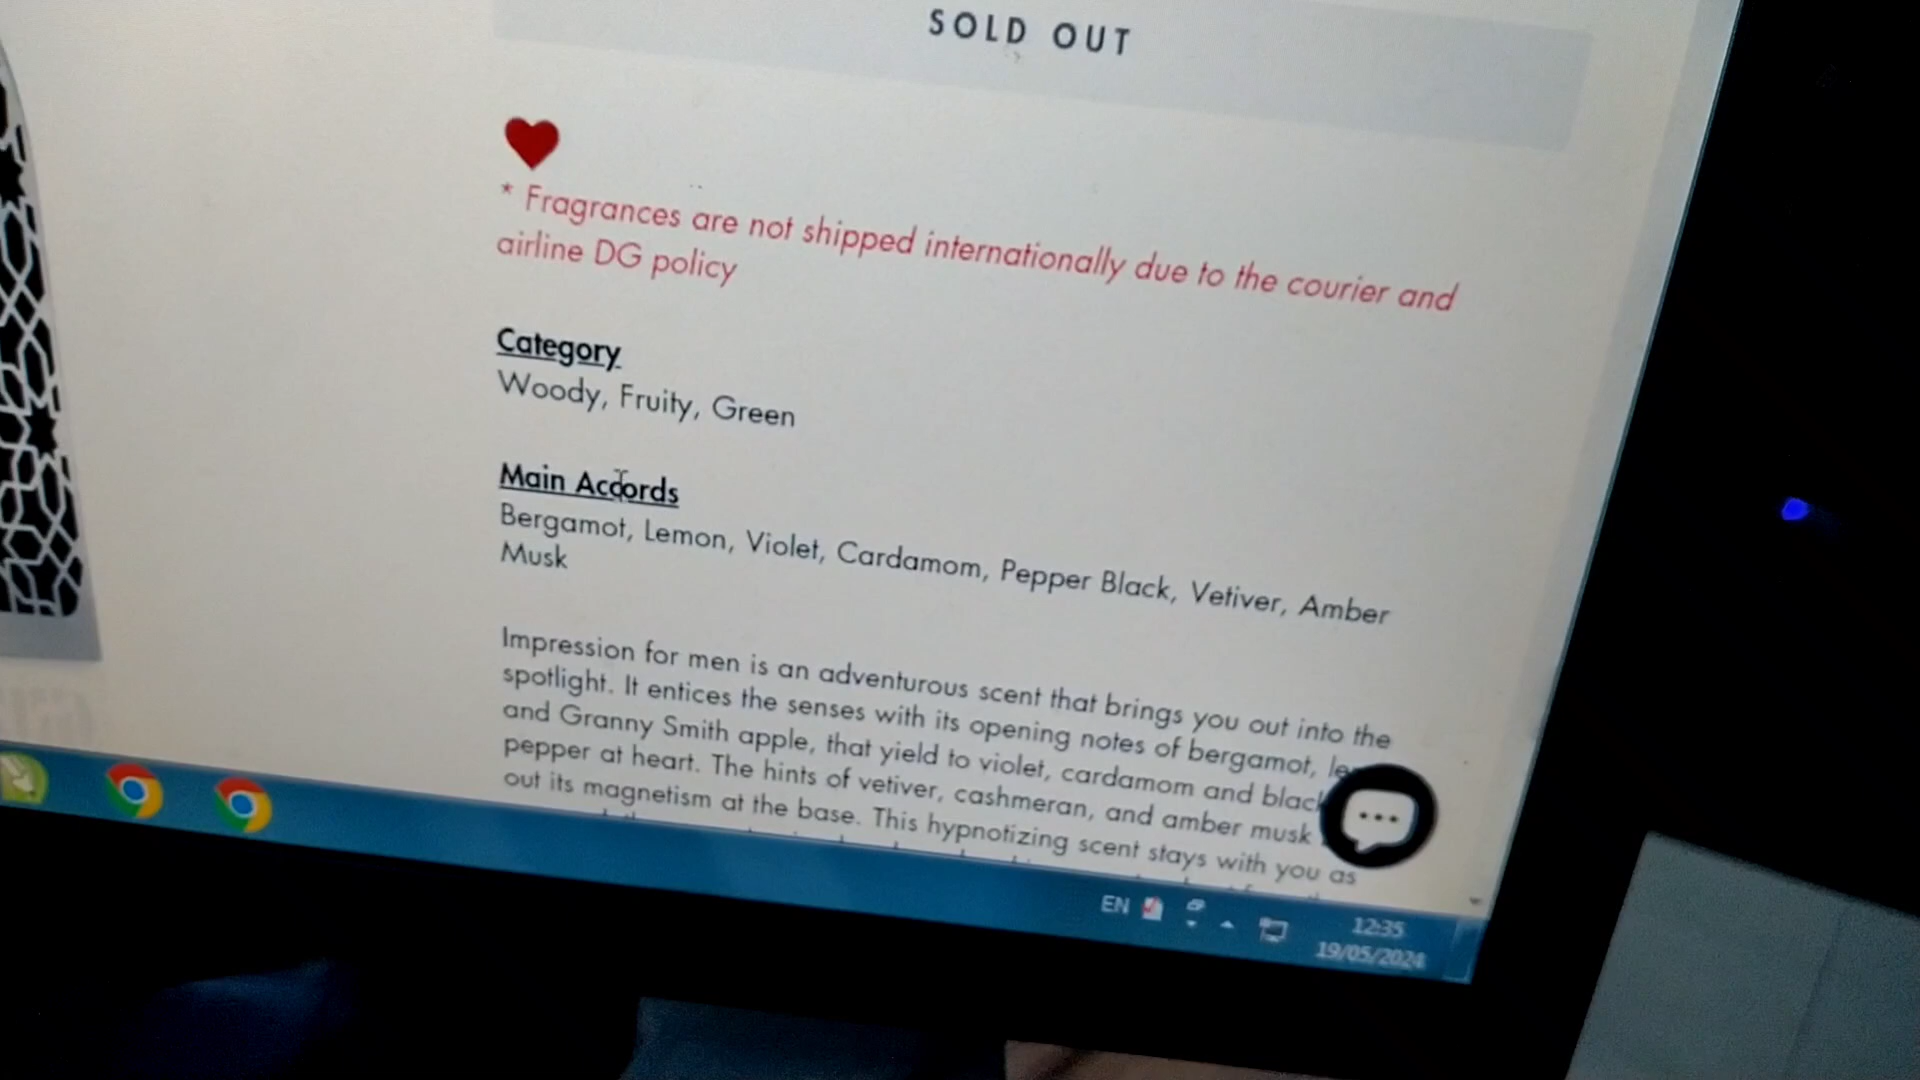 SOLD OUT
* Fragrances are not shipped internationally due to the courier and
airline DG policy
Category
Woody, Fruity, Green
Main Accords
Bergamot, Lemon, Violet, Cardamom, Pepper Black, Vetiver, Amber
Musk
Impression for men is an adventurous scent that brings you out into the
spotlight. It entices the senses with its opening notes of bergamot,
and Granny Smith apple, that yield to violet, cardamom and black
pepper at heart. The hints of vetiver, cashmeran, and amber musk
out its magnetism at the base. This hypnotizing scent stays with you as
EN
12:35
19/05/2024